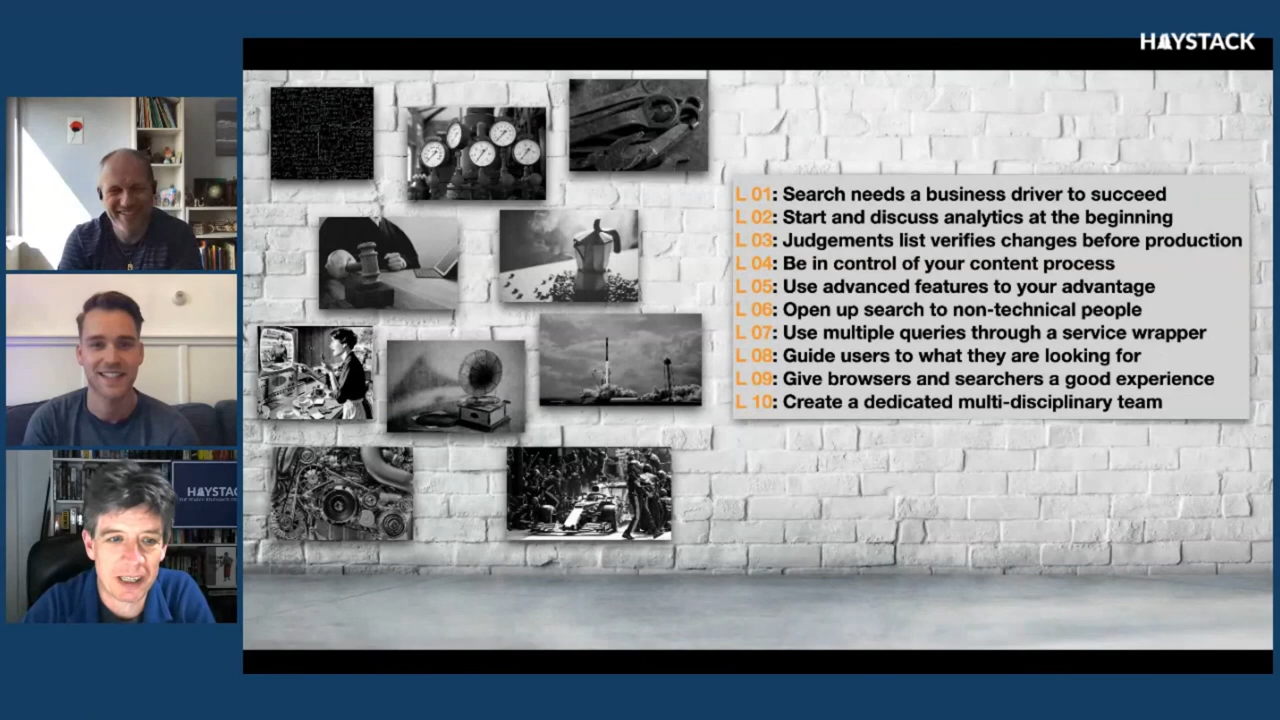 HAYSTACK
L 01: Search needs a business driver to succeed
L 02: Start and discuss analytics at the beginning
L 03: Judgements list verifies changes before production
L 04: Be in control of your content process
L 05: Use advanced features to your advantage
L 06: Open up search to non-technical people
L 07: Use multiple queries through a service wrapper
L 08: Guide users to what they are looking for
L 09: Give browsers and searchers a good experience
L 10: Create a dedicated multi-disciplinary team
HAYSTAC